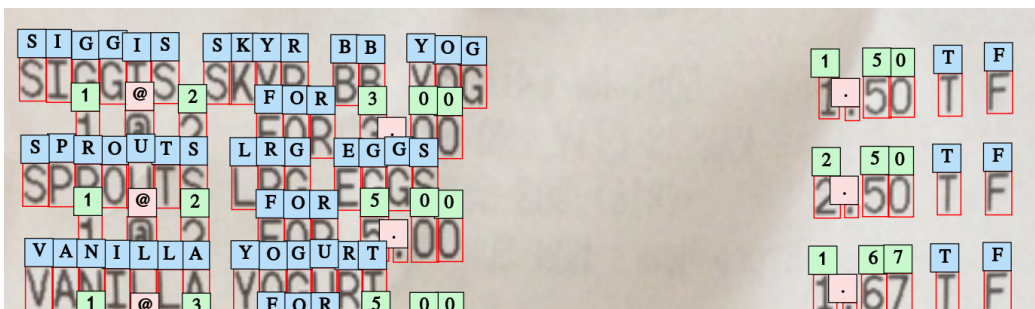 SIGGIS SKYR BB YOG 1.50 T F
1 @ 2 FOR 3.00
SPROUTS LRG EGGS 2.50 T F
1 @ 2 FOR 5.00
VANILLA YOGURT 1.67 T F
1 @ 3 FOR 5 00